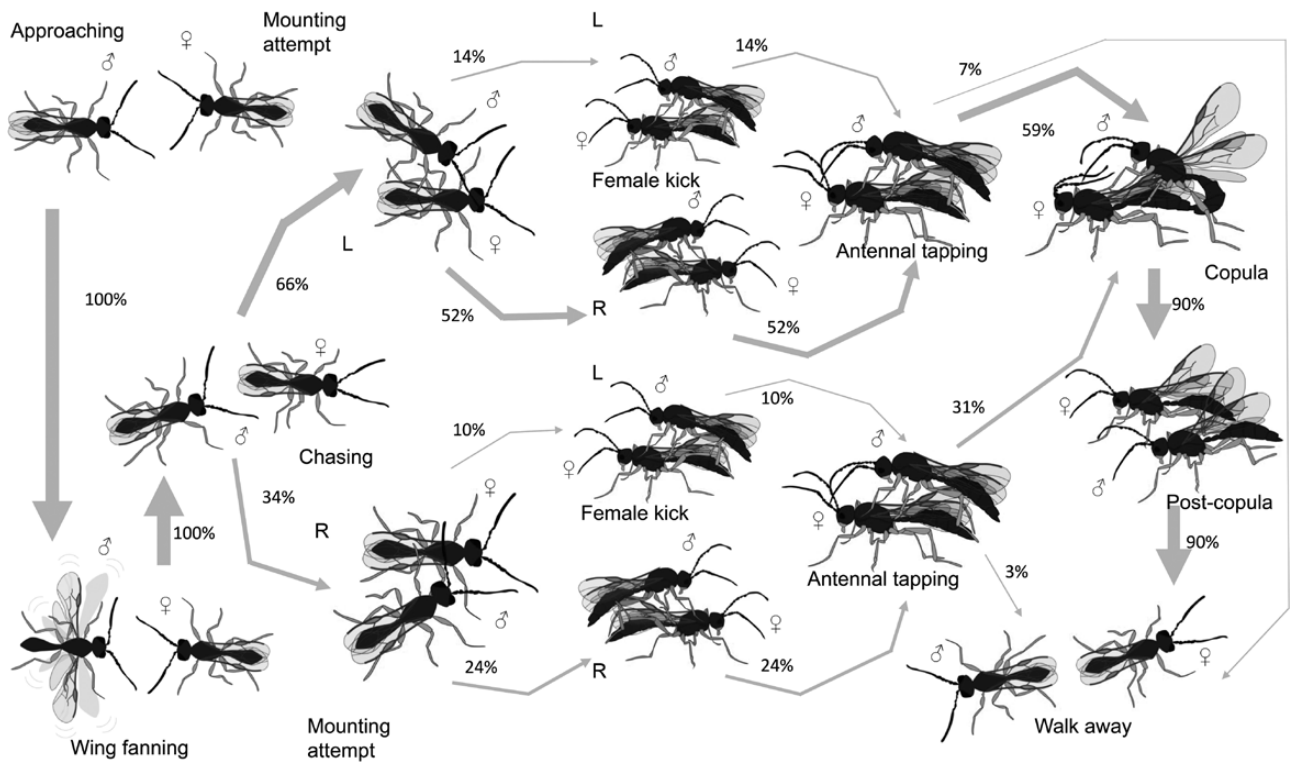 Approaching
♂
♀
Mounting
attempt
14%
L
♂
♀
Female kick
14%
7%
59%
♂
♀
Antennal tapping
♂
♀
Copula
♂
♀
L
66%
52%
♂
♀
R
52%
90%
100%
♀
♂
Chasing
34%
R
10%
L
♂
♀
Female kick
10%
31%
♂
♀
Antennal tapping
♀
♂
Post-copula
90%
100%
♂
♀
Wing fanning
♀
♂
24%
Mounting
attempt
♂
♀
R
24%
3%
♂
♀
Walk away